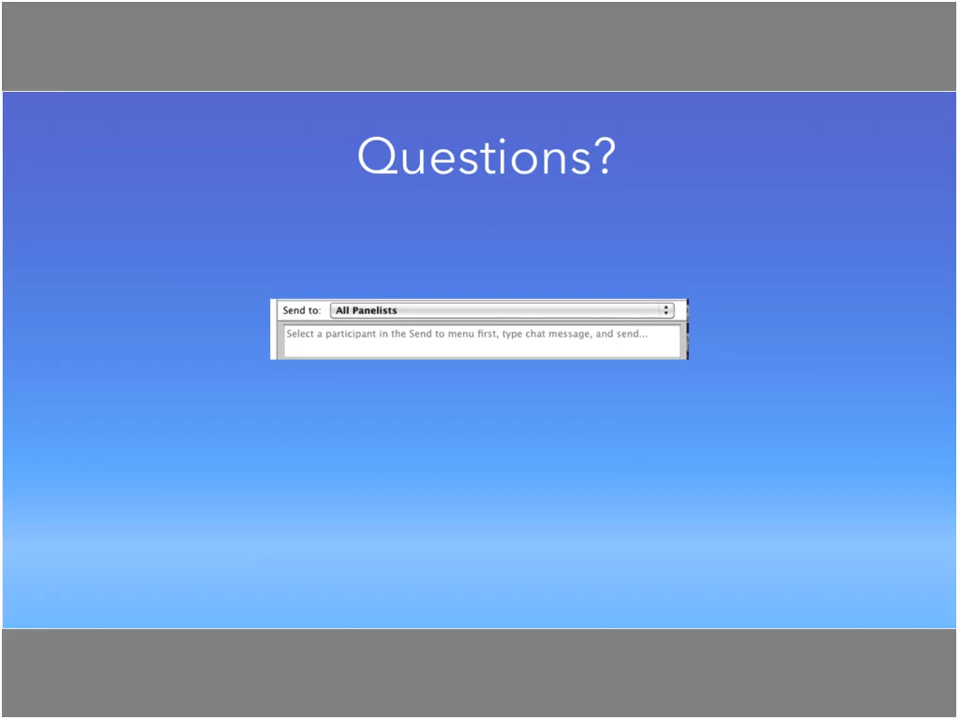 Questions?
Send to: All Panelists
Select a participant in the Send to menu first, type chat message, and send...